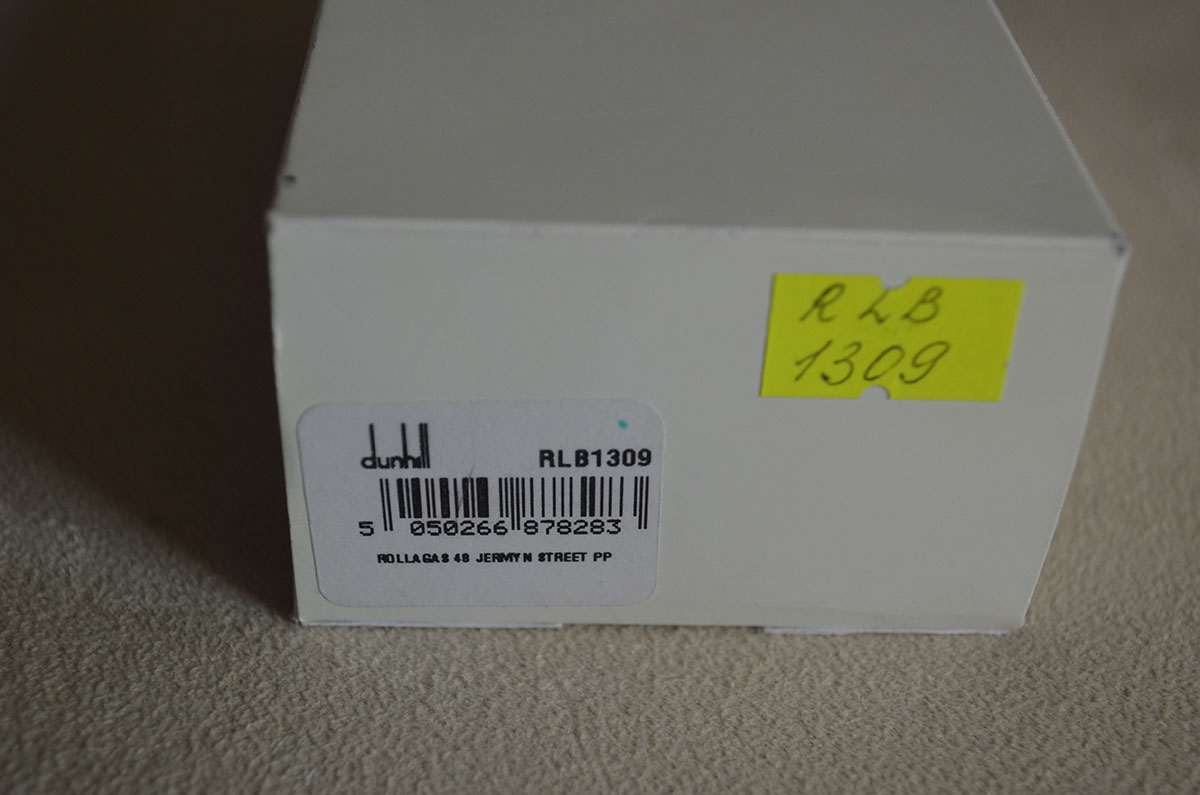 RLB
1309
dunhill RLB1309
5 050266 878283
ROLLAGAS 48 JERMYN STREET PP